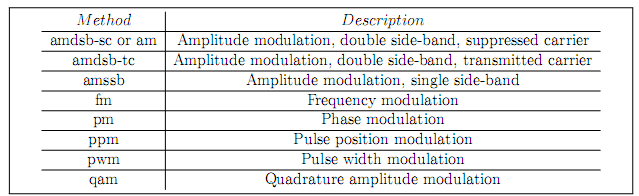 Method Description
amdsb-sc or am Amplitude modulation, double side-band, suppressed carrier
amdsb-tc Amplitude modulation, double side-band, transmitted carrier
amssb Amplitude modulation, single side-band
fm Frequency modulation
pm Phase modulation
ppm Pulse position modulation
pwm Pulse width modulation
qam Quadrature amplitude modulation